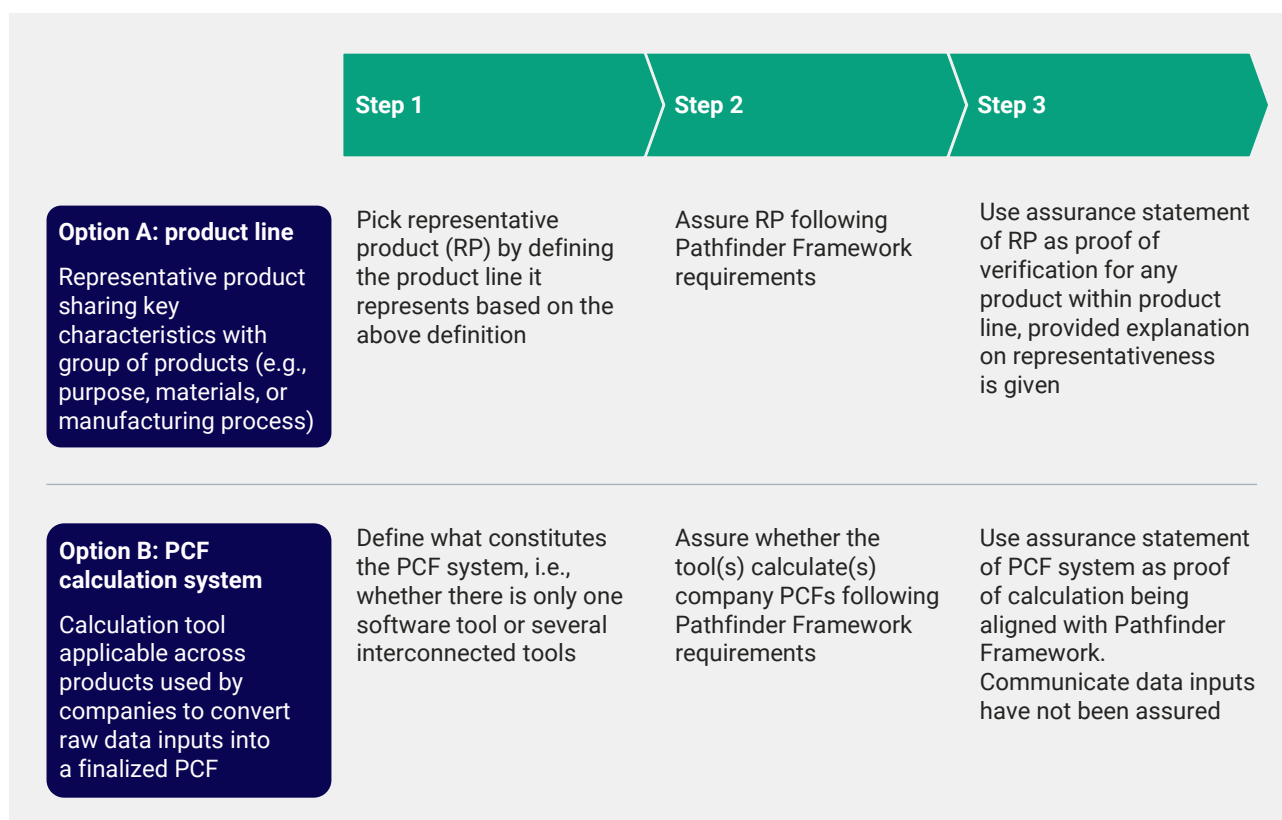 Step 1
Step 2
Step 3
Option A: product line
Representative product
sharing key
characteristics with
group of products (e.g.,
purpose, materials, or
manufacturing process)
Pick representative
product (RP) by defining
the product line it
represents based on the
above definition
Assure RP following
Pathfinder Framework
requirements
Use assurance statement
of RP as proof of
verification for any
product within product
line, provided explanation
on representativeness
is given
Option B: PCF
calculation system
Calculation tool
applicable across
products used by
companies to convert
raw data inputs into
a finalized PCF
Define what constitutes
the PCF system, i.e.,
whether there is only one
software tool or several
interconnected tools
Assure whether the
tool(s) calculate(s)
company PCFs following
Pathfinder Framework
requirements
Use assurance statement
of PCF system as proof
of calculation being
aligned with Pathfinder
Framework.
Communicate data inputs
have not been assured